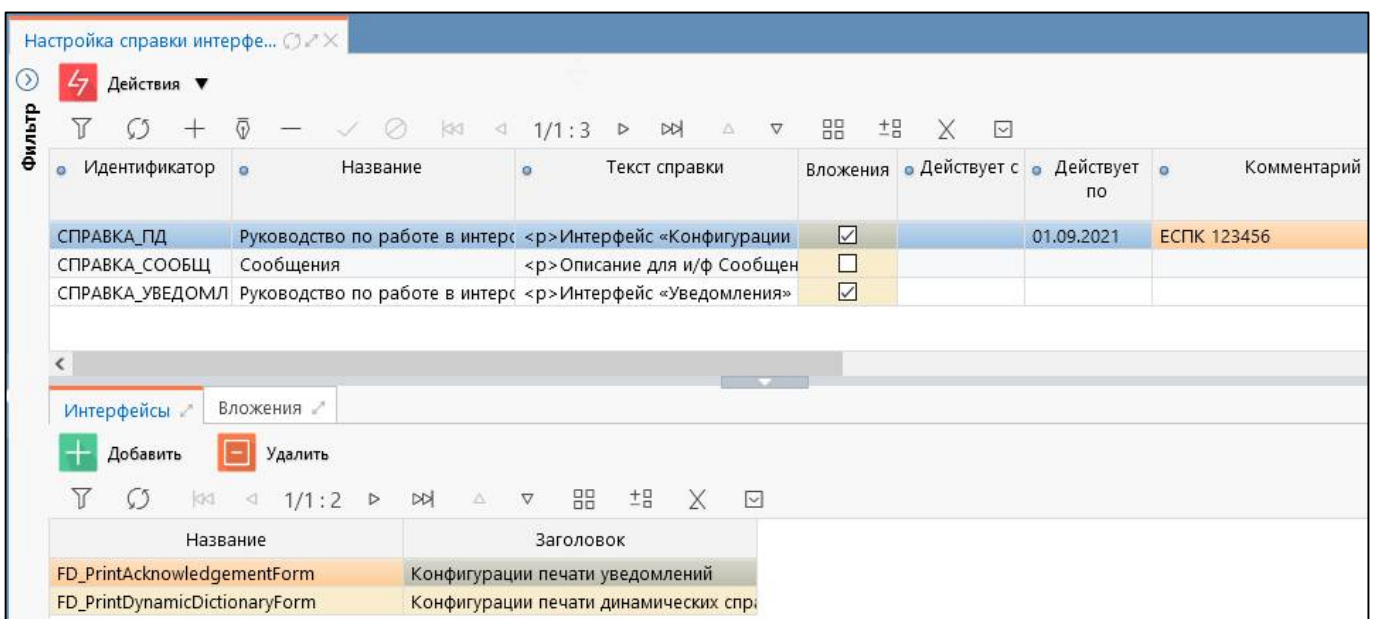 Настройка справки интерфе...
Фильтр
Действия
1/1 : 3
Идентификатор Название Текст справки Вложения Действует с Действует по Комментарий
СПРАВКА_ПД Руководство по работе в интерф <p>Интерфейс «Конфигурации 01.09.2021 ЕСПК 123456
СПРАВКА_СООБЩ Сообщения <p>Описание для и/ф Сообщен
СПРАВКА_УВЕДОМЛ Руководство по работе в интерф <p>Интерфейс «Уведомления»
Интерфейсы Вложения
Добавить Удалить
1/1 : 2
Название Заголовок
FD_PrintAcknowledgementForm Конфигурации печати уведомлений
FD_PrintDynamicDictionaryForm Конфигурации печати динамических спра